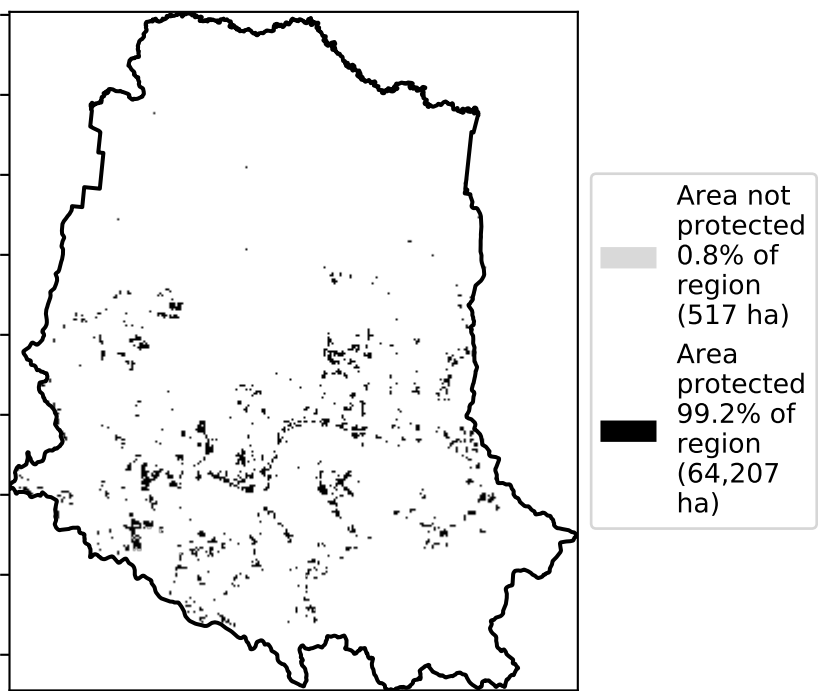 Area not
protected
0.8% of
region
(517 ha)
Area
protected
99.2% of
region
(64,207
ha)